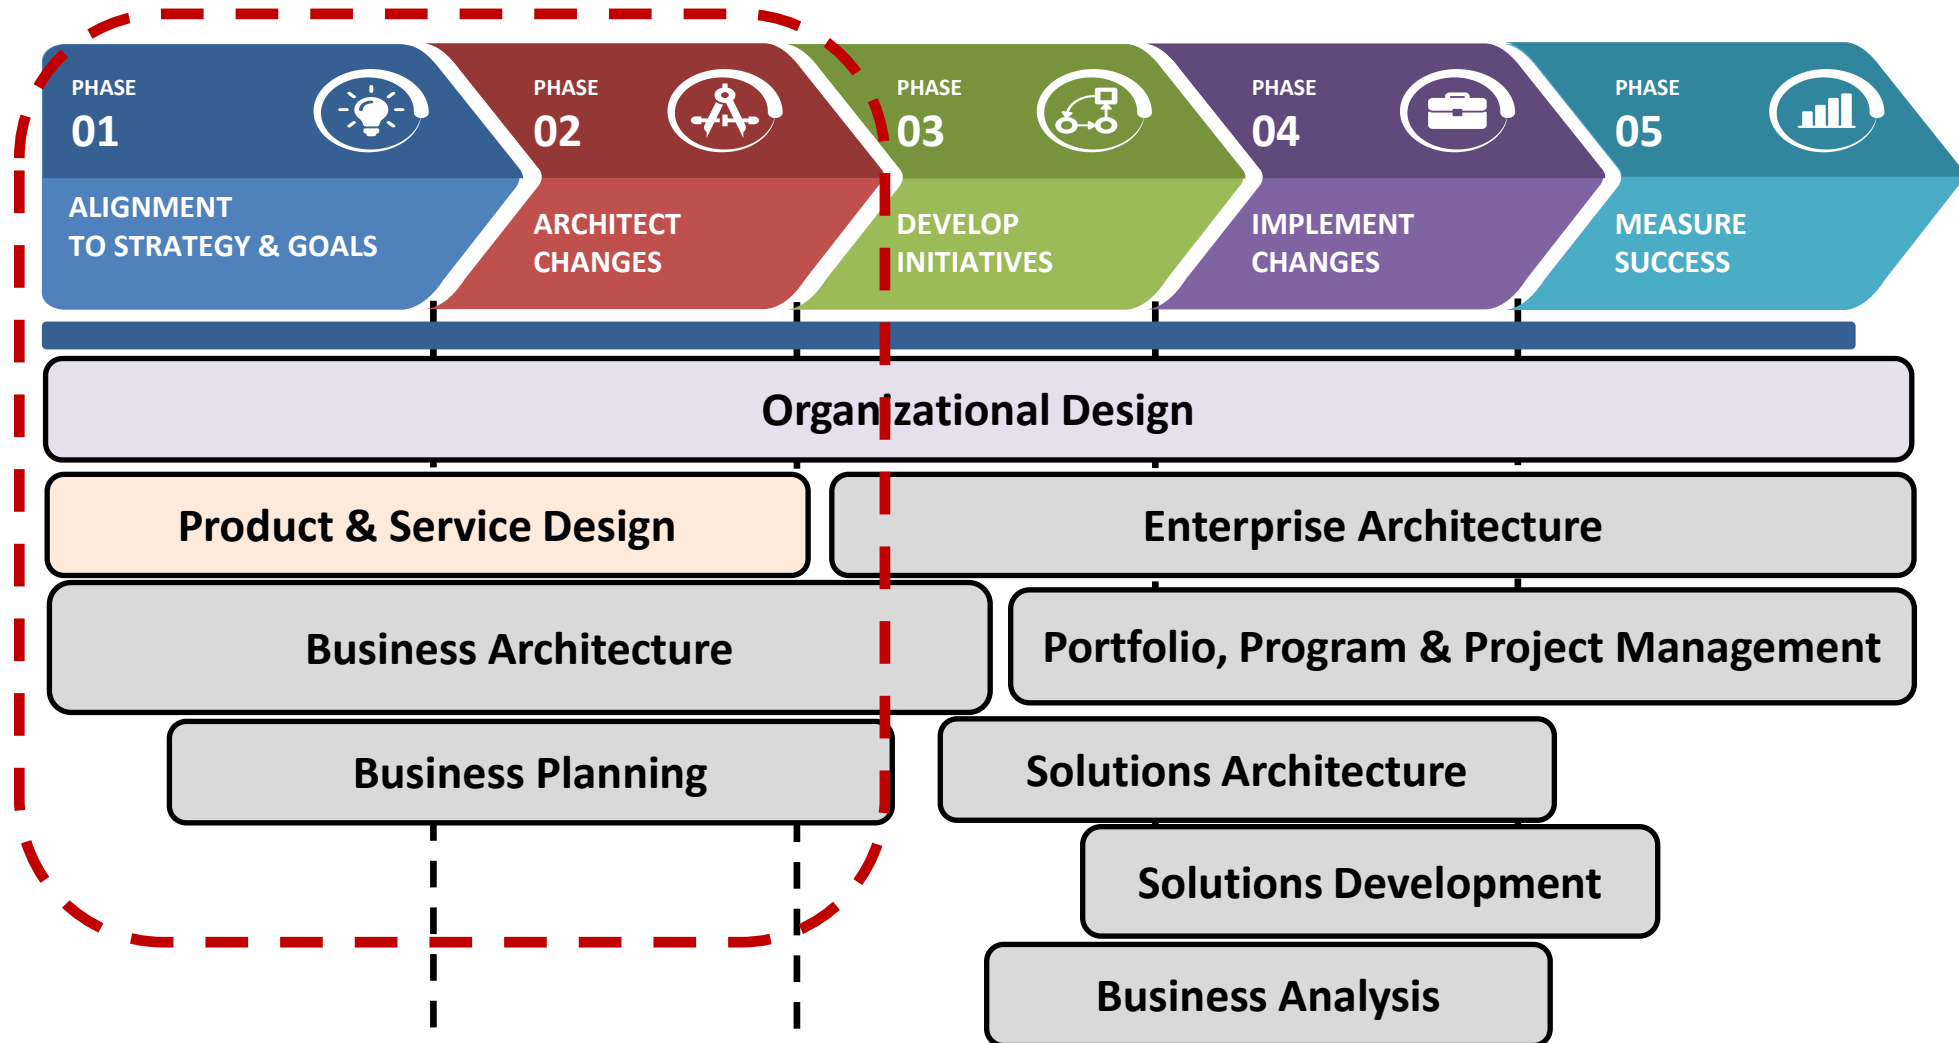 PHASE
01
ALIGNMENT
TO STRATEGY & GOALS
PHASE
02
ARCHITECT
CHANGES
PHASE
03
DEVELOP
INITIATIVES
PHASE
04
IMPLEMENT
CHANGES
PHASE
05
MEASURE
SUCCESS
Organizational Design
Product & Service Design
Enterprise Architecture
Business Architecture
Portfolio, Program & Project Management
Business Planning
Solutions Architecture
Solutions Development
Business Analysis